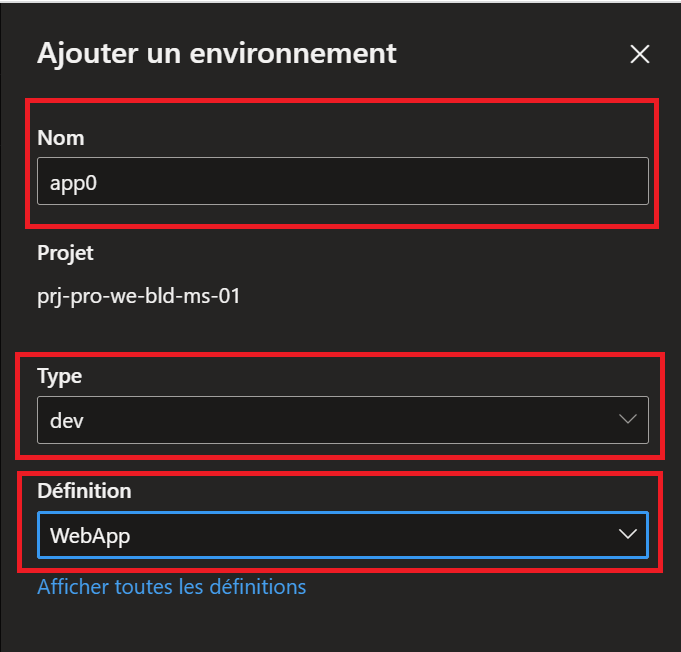 Ajouter un environnement
Nom
app0
Projet
prj-pro-we-bld-ms-01
Type
dev
Définition
WebApp
Afficher toutes les définitions